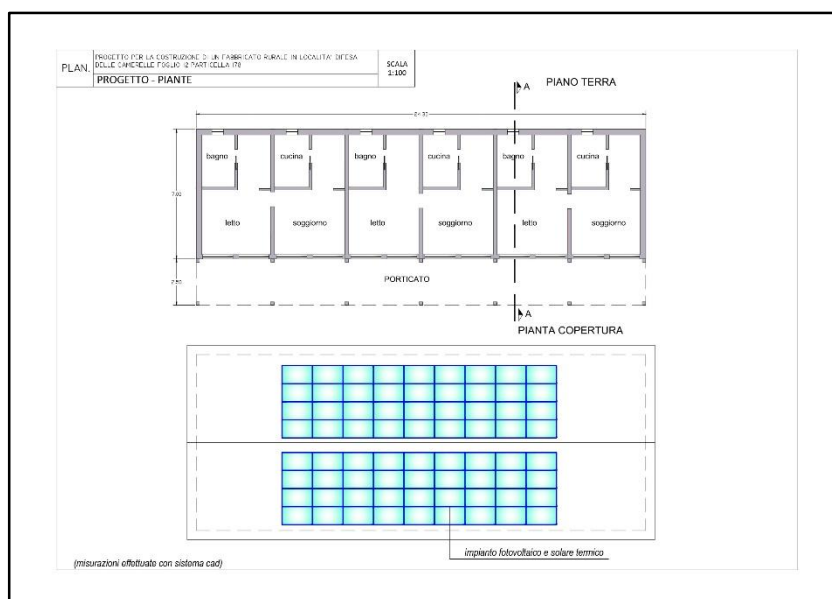 PLAN.
PROGETTO PER LA COSTRUZIONE DI UN FABBRICATO RURALE IN LOCALITA' DIFESA
DELLE CAMERELLE FOGLIO 12 PARTICELLA 178
PROGETTO - PIANTE
SCALA
1:100
PIANO TERRA
A
bagno
cucina
bagno
cucina
bagno
cucina
letto
soggiorno
letto
soggiorno
letto
soggiorno
PORTICATO
A
PIANTA COPERTURA
impianto fotovoltaico e solare termico
(misurazioni effettuate con sistema cad)